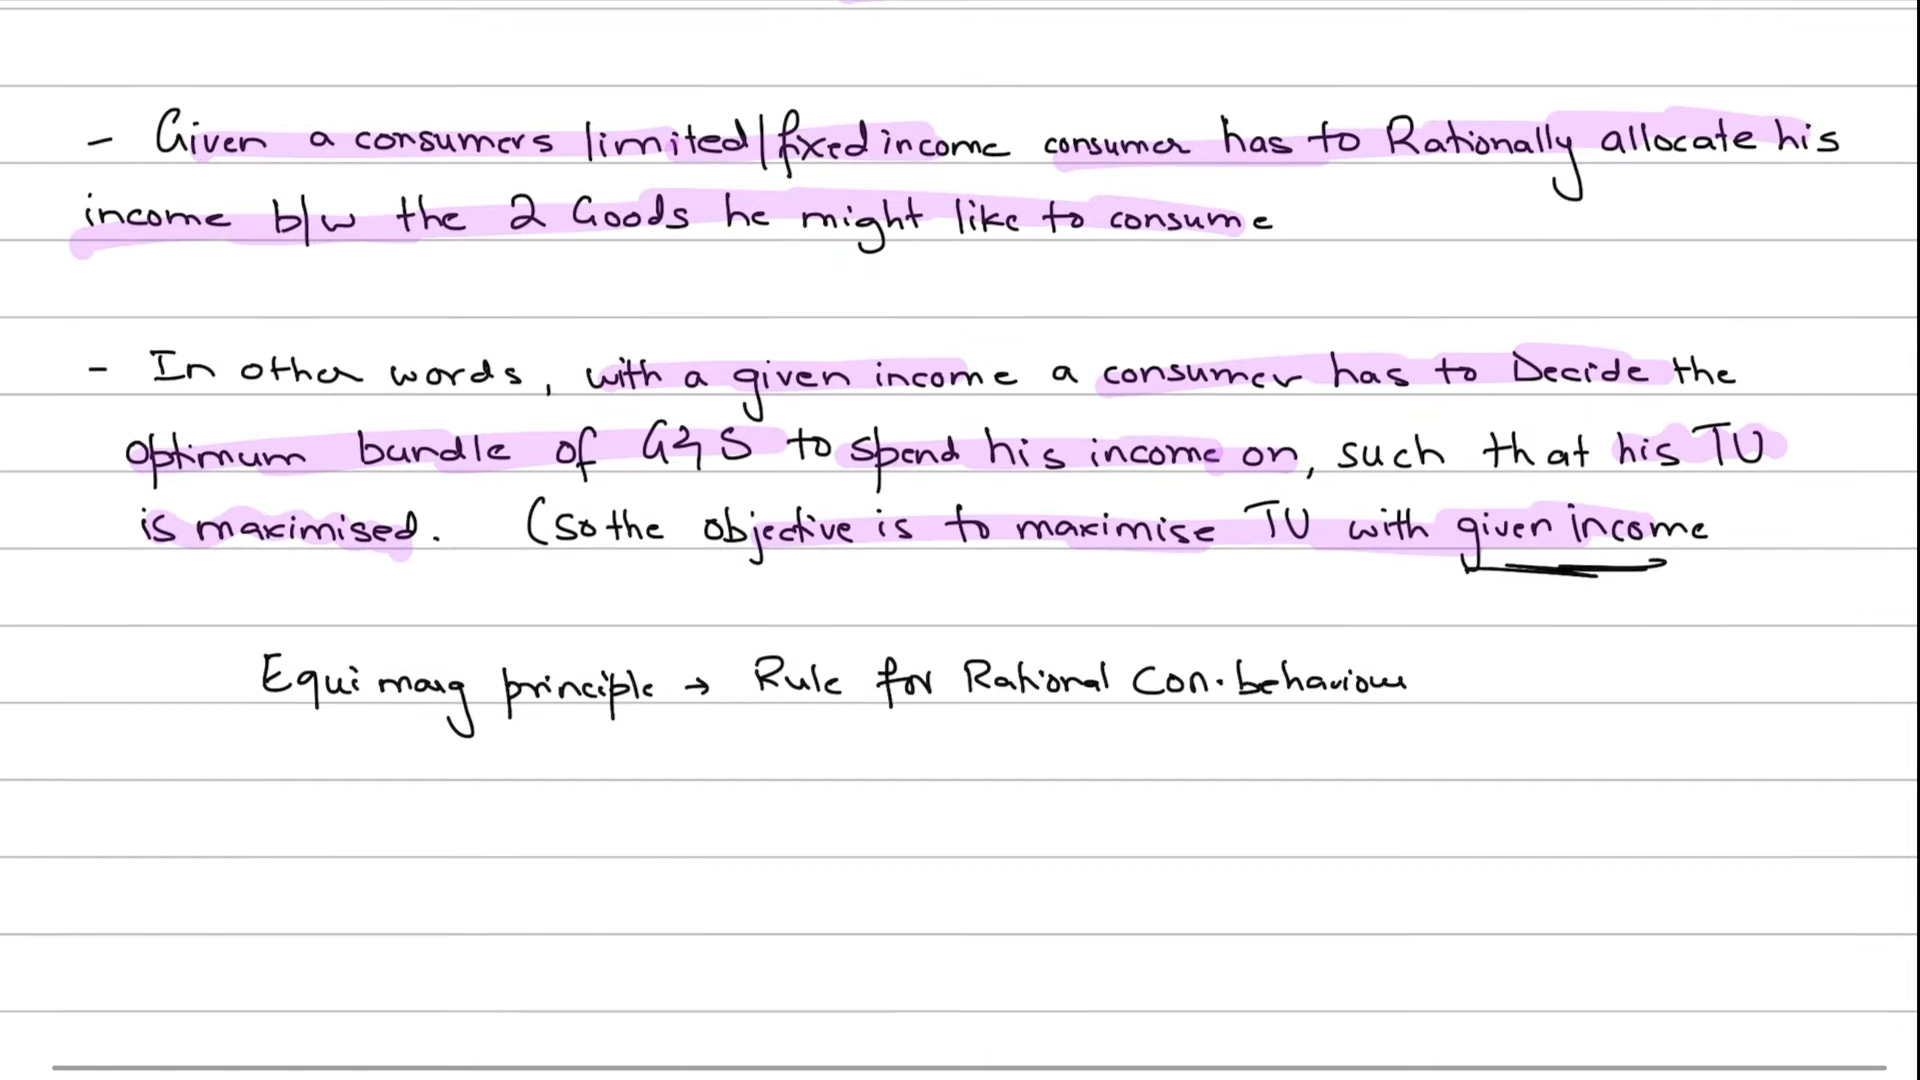 - Given a consumers limited/fixed income consumer has to Rationally allocate his
income b/w the 2 Goods he might like to consume
- In other words, with a given income a consumer has to Decide the
optimum bundle of G & S to spend his income on, such that his TU
is maximised. (So the objective is to maximise TU with given income
Equi marg principle → Rule for Rational Con. behaviour